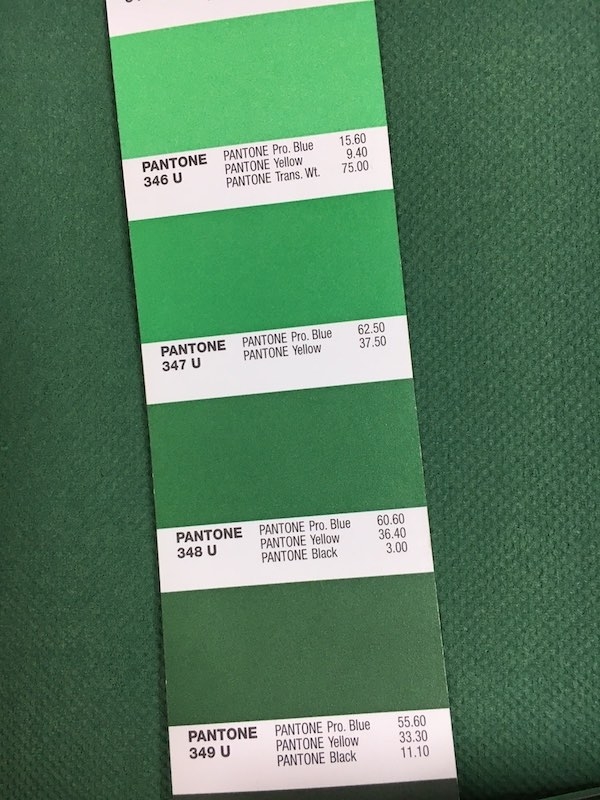 PANTONE 346 U
PANTONE Pro. Blue 15.60
PANTONE Yellow 9.40
PANTONE Trans. Wt. 75.00
PANTONE 347 U
PANTONE Pro. Blue 62.50
PANTONE Yellow 37.50
PANTONE 348 U
PANTONE Pro. Blue 60.60
PANTONE Yellow 36.40
PANTONE Black 3.00
PANTONE 349 U
PANTONE Pro. Blue 55.60
PANTONE Yellow 33.30
PANTONE Black 11.10